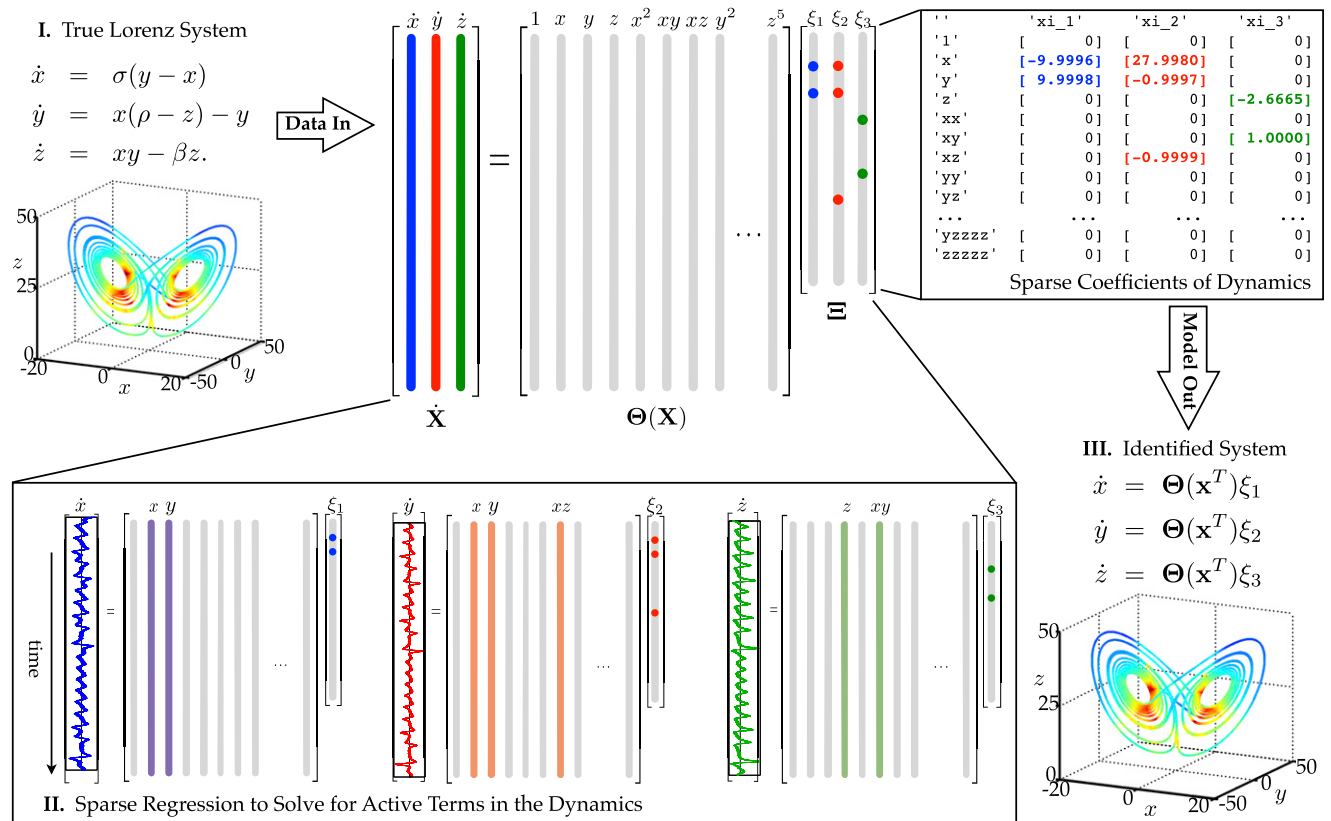 I. True Lorenz System
ẋ = σ(y − x)
ẏ = x(ρ − z) − y
ż = xy − βz.
50
z
25
0
-20
0
x
20
-50
0
y
50
Data In
ẋ ẏ ż
Ẋ
=
1 x y z x² xy xz y² z⁵
...
Θ(X)
ξ₁ ξ₂ ξ₃
Ξ
'' 'xi_1' 'xi_2' 'xi_3'
'1' [ 0] [ 0] [ 0]
'x' [-9.9996] [27.9980] [ 0]
'y' [ 9.9998] [-0.9997] [ 0]
'z' [ 0] [ 0] [-2.6665]
'xx' [ 0] [ 0] [ 0]
'xy' [ 0] [ 0] [ 1.0000]
'xz' [ 0] [-0.9999] [ 0]
'yy' [ 0] [ 0] [ 0]
'yz' [ 0] [ 0] [ 0]
... ... ... ...
'yzzzz' [ 0] [ 0] [ 0]
'zzzzz' [ 0] [ 0] [ 0]
Sparse Coefficients of Dynamics
Model Out
time
ẋ
=
x y
...
ξ₁
ẏ
=
x y xz
...
ξ₂
ż
=
z xy
...
ξ₃
II. Sparse Regression to Solve for Active Terms in the Dynamics
III. Identified System
ẋ = Θ(xᵀ)ξ₁
ẏ = Θ(xᵀ)ξ₂
ż = Θ(xᵀ)ξ₃
50
z
25
0
-20
0
x
20
-50
0
y
50